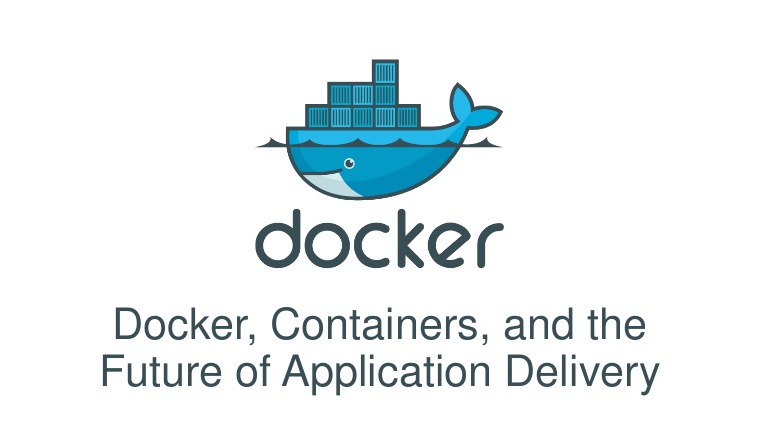 docker
Docker, Containers, and the
Future of Application Delivery